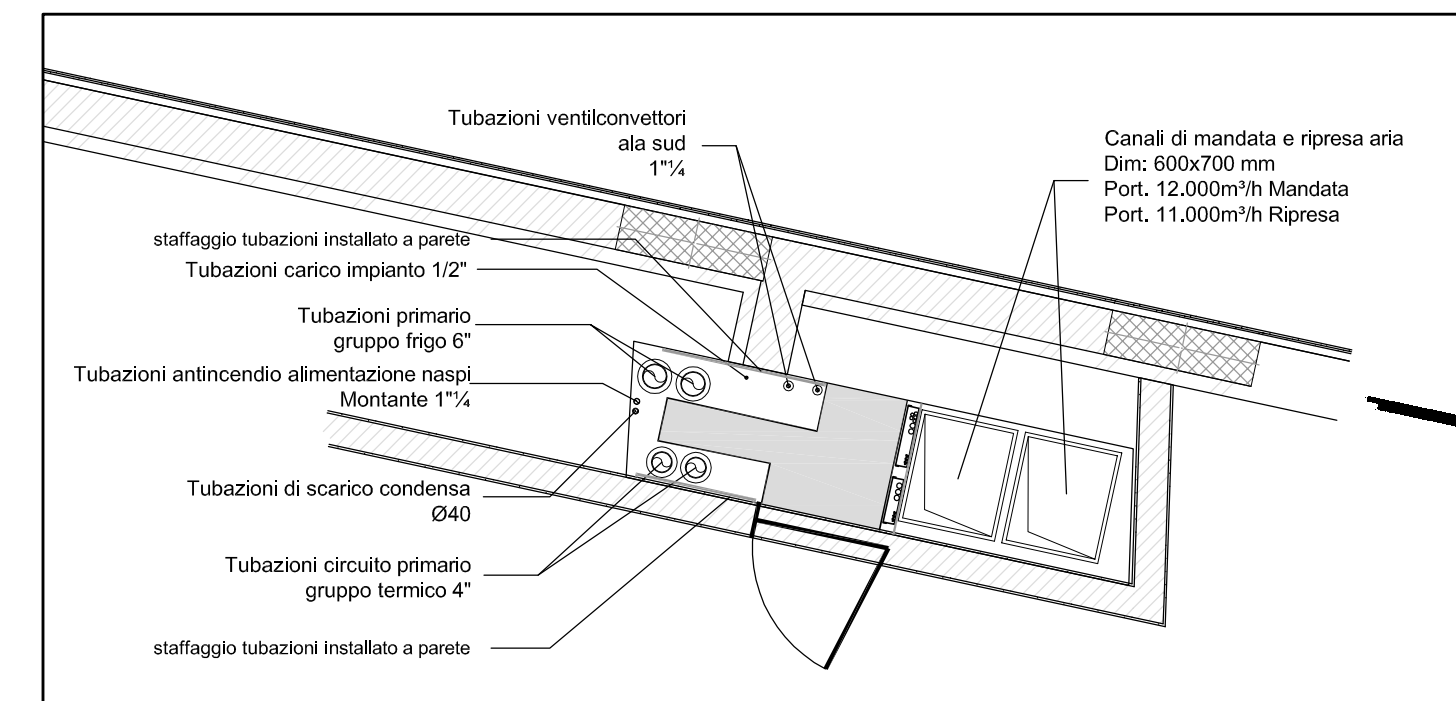 Tubazioni ventilconvettori
ala sud
1"¼
Canali di mandata e ripresa aria
Dim: 600x700 mm
Port. 12.000m³/h Mandata
Port. 11.000m³/h Ripresa
staffaggio tubazioni installato a parete
Tubazioni carico impianto 1/2"
Tubazioni primario
gruppo frigo 6"
Tubazioni antincendio alimentazione naspi
Montante 1"¼
Tubazioni di scarico condensa
Ø40
Tubazioni circuito primario
gruppo termico 4"
staffaggio tubazioni installato a parete